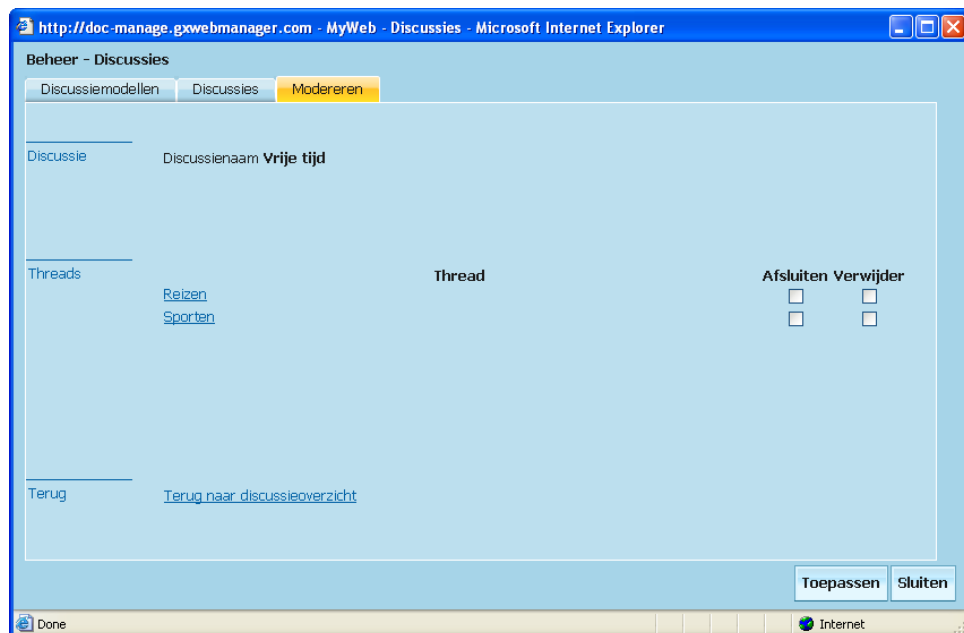 http://doc-manage.gxwebmanager.com - MyWeb - Discussies - Microsoft Internet Explorer
Beheer - Discussies
Discussiemodellen Discussies Modereren
Discussie Discussienaam Vrije tijd
Threads Thread Afsluiten Verwijder
Reizen
Sporten
Terug Terug naar discussieoverzicht
Toepassen Sluiten
Done Internet